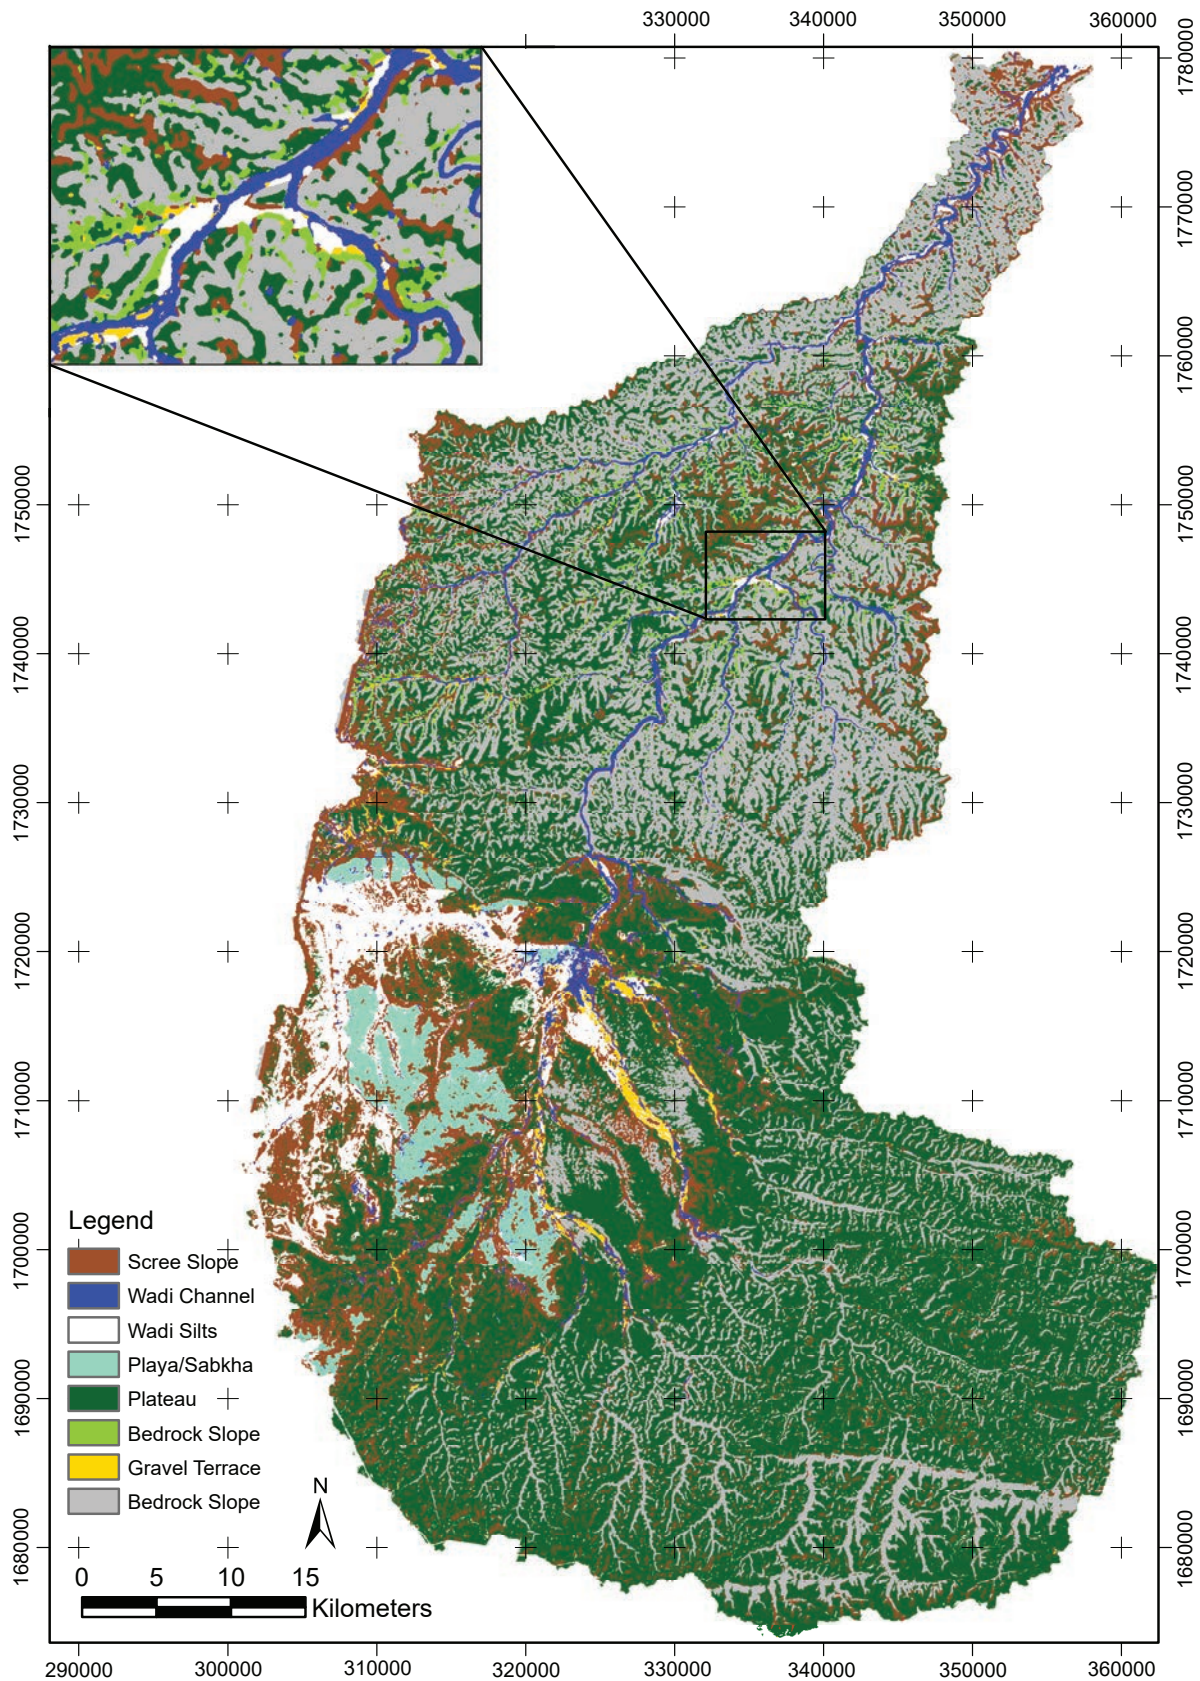 330000 340000 350000 360000
1780000 1780000
1770000
1760000
1750000 1750000
1740000 1740000
1730000 1730000
1720000 1720000
1710000 1710000
1700000 1700000
1690000 1690000
1680000 1680000
Legend
Scree Slope
Wadi Channel
Wadi Silts
Playa/Sabkha
Plateau
Bedrock Slope
Gravel Terrace
Bedrock Slope
N
0 5 10 15
Kilometers
290000 300000 310000 320000 330000 340000 350000 360000